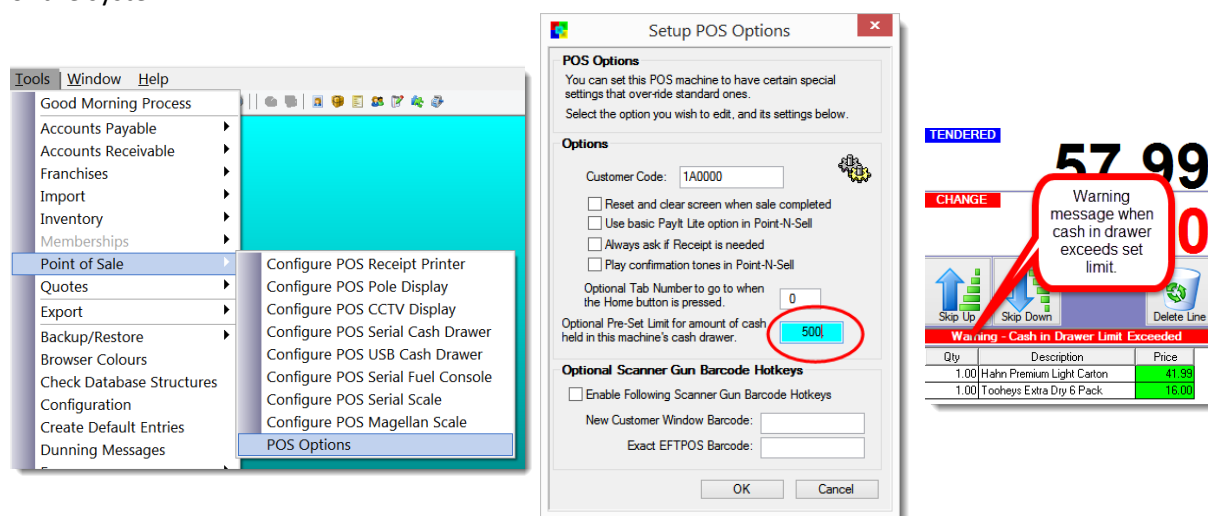 Tools Window Help
Good Morning Process
Accounts Payable
Accounts Receivable
Franchises
Import
Inventory
Memberships
Point of Sale
Quotes
Export
Backup/Restore
Browser Colours
Check Database Structures
Configuration
Create Default Entries
Dunning Messages
Configure POS Receipt Printer
Configure POS Pole Display
Configure POS CCTV Display
Configure POS Serial Cash Drawer
Configure POS USB Cash Drawer
Configure POS Serial Fuel Console
Configure POS Serial Scale
Configure POS Magellan Scale
POS Options
Setup POS Options
x
POS Options
You can set this POS machine to have certain special
settings that over-ride standard ones.
Select the option you wish to edit, and its settings below.
Options
Customer Code: 1A0000
Reset and clear screen when sale completed
Use basic PayIt Lite option in Point-N-Sell
Always ask if Receipt is needed
Play confirmation tones in Point-N-Sell
Optional Tab Number to go to when
the Home button is pressed. 0
Optional Pre-Set Limit for amount of cash
held in this machine's cash drawer. 500
Optional Scanner Gun Barcode Hotkeys
Enable Following Scanner Gun Barcode Hotkeys
New Customer Window Barcode:
Exact EFTPOS Barcode:
OK Cancel
TENDERED
57.99
CHANGE
0
Warning
message when
cash in drawer
exceeds set
limit.
Skip Up Skip Down Delete Line
Warning - Cash in Drawer Limit Exceeded
Qty Description Price
1.00 Hahn Premium Light Carton 41.99
1.00 Tooheys Extra Dry 6 Pack 16.00